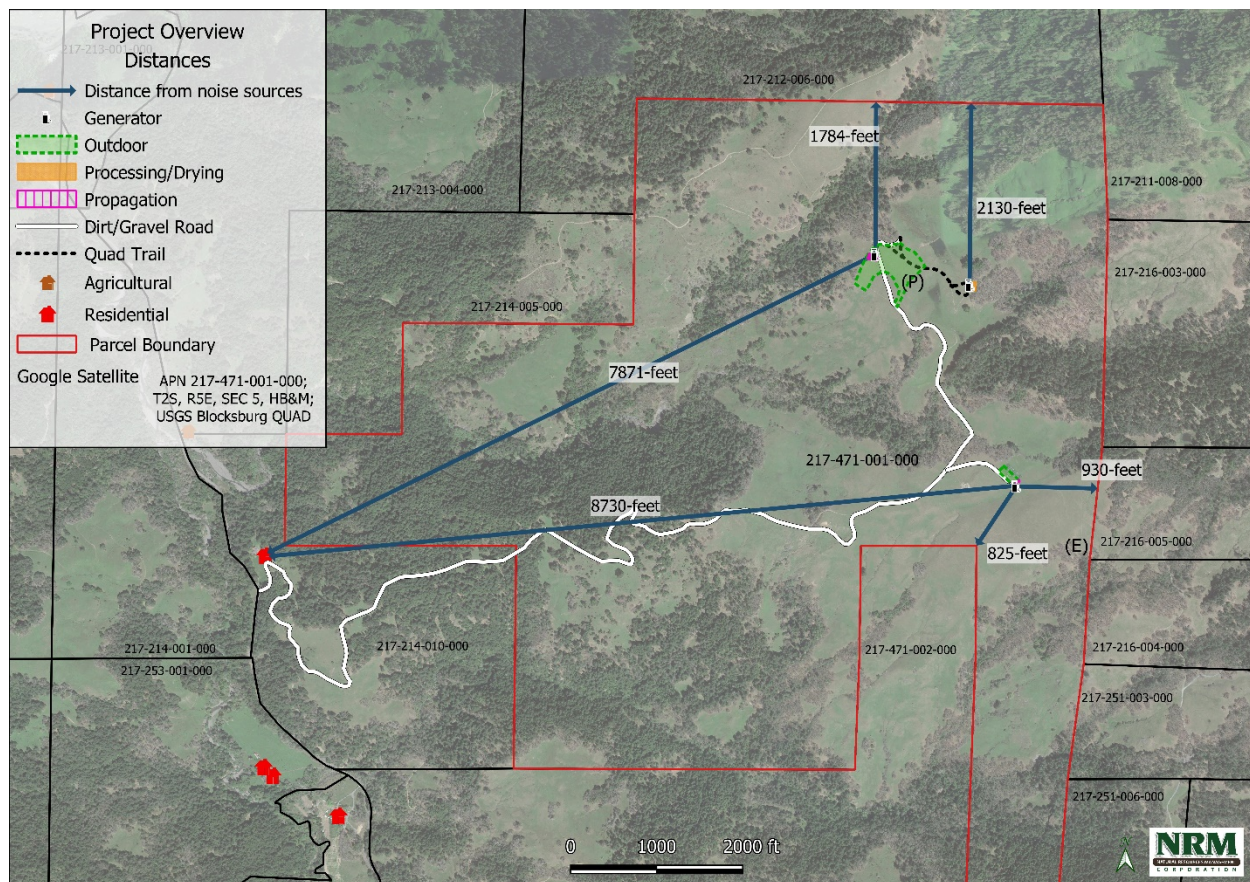 Project Overview
Distances
217-213-001-000
Distance from noise sources
Generator
Outdoor
Processing/Drying
Propagation
Dirt/Gravel Road
Quad Trail
Agricultural
Residential
Parcel Boundary
Google Satellite
APN 217-471-001-000;
T2S, R5E, SEC 5, HB&M;
USGS Blocksburg QUAD
217-212-006-000
1784-feet
217-213-004-000
217-211-008-000
2130-feet
217-216-003-000
(P)
217-214-005-000
7871-feet
217-471-001-000
930-feet
8730-feet
217-216-005-000
(E)
825-feet
217-214-001-000
217-214-010-000
217-471-002-000
217-216-004-000
217-253-001-000
217-251-003-000
217-251-006-000
0 1000 2000 ft
NRM
NATURAL RESOURCES MANAGEMENT
CORPORATION